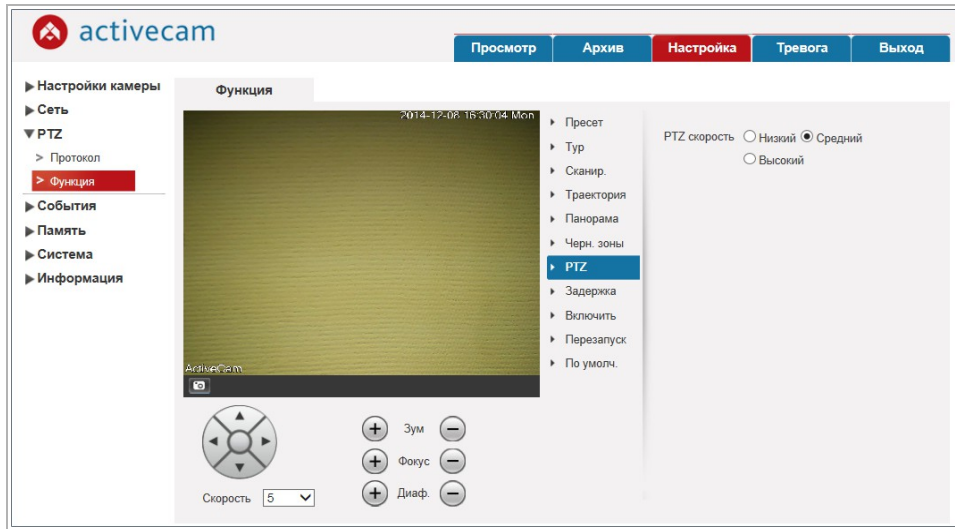 activecam
Просмотр Архив Настройка Тревога Выход
Настройки камеры
Сеть
PTZ
> Протокол
> Функция
События
Память
Система
Информация
Функция
2014-12-08 16:30:04 Mon
ActiveCam
Пресет
Тур
Сканир.
Траектория
Панорама
Черн. зоны
PTZ
Задержка
Включить
Перезапуск
По умолч.
PTZ скорость Низкий Средний
Высокий
Зум
Фокус
Диаф.
Скорость 5